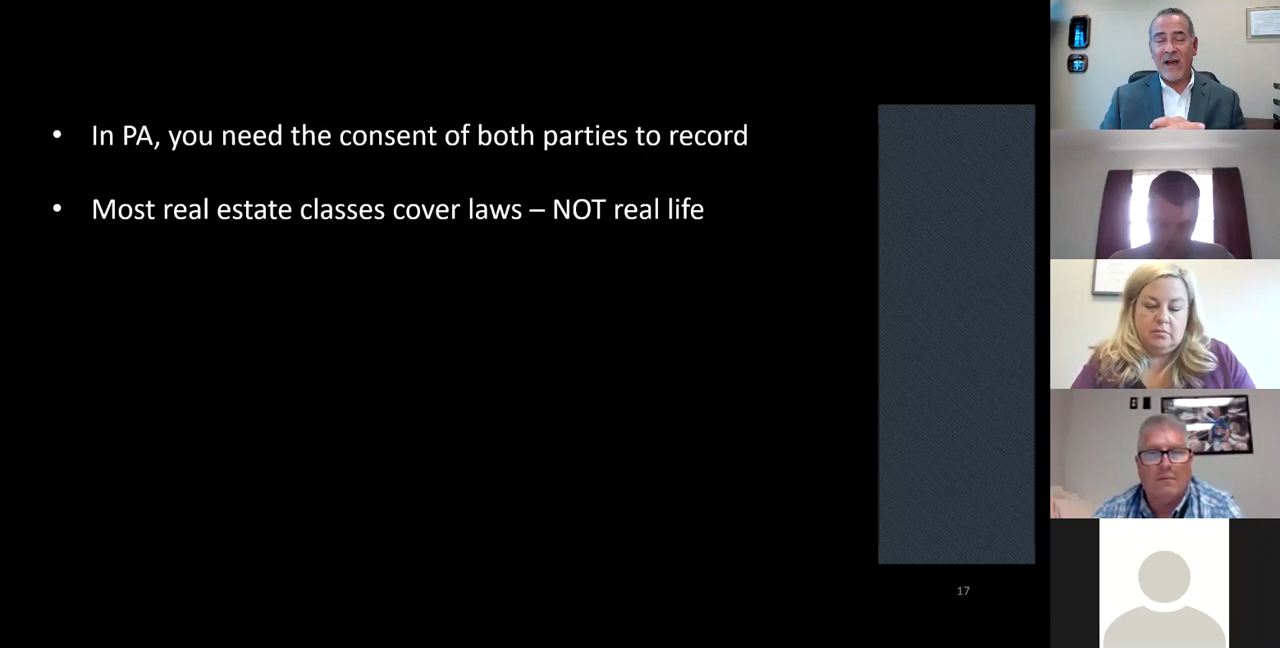 • In PA, you need the consent of both parties to record
• Most real estate classes cover laws – NOT real life
17